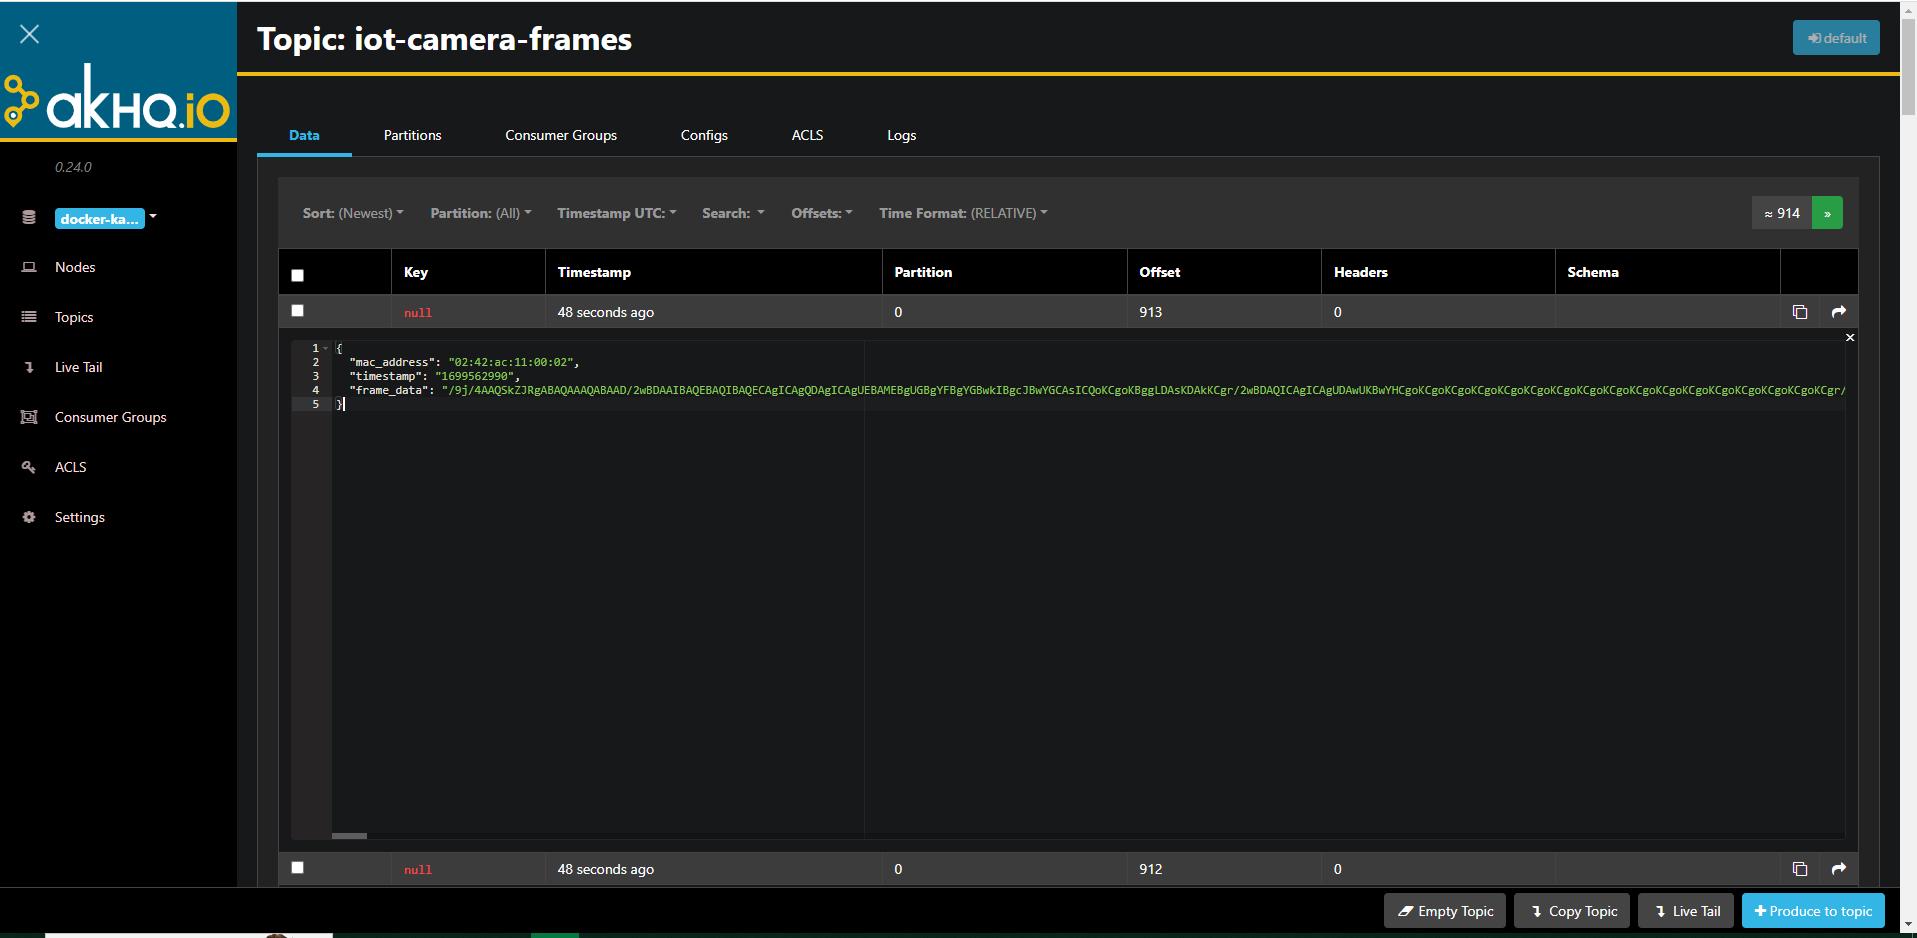 Topic: iot-camera-frames
default
akHQ.io
0.24.0
docker-ka...
Nodes
Topics
Live Tail
Consumer Groups
ACLS
Settings
Data Partitions Consumer Groups Configs ACLS Logs
Sort: (Newest) Partition: (All) Timestamp UTC: Search: Offsets: Time Format: (RELATIVE) ≈ 914 »
Key Timestamp Partition Offset Headers Schema
null 48 seconds ago 0 913 0
1 {
2 "mac_address": "02:42:ac:11:00:02",
3 "timestamp": "1699562990",
4 "frame_data": "/9j/4AAQSkZJRgABAQAAAQABAAD/2wBDAAIBAQEBAQIBAQECAgICAgQDAgICAgUEBAMEBgUGBgYFBgYGBwkIBgcJBwYGCAsICQoKCgoKBggLDAsKDAkKCgr/2wBDAQICAgICAgUDAwUKBwYHCgoKCgoKCgoKCgoKCgoKCgoKCgoKCgoKCgoKCgoKCgoKCgoKCgoKCgoKCgoKCgoKCgr/
5 }
null 48 seconds ago 0 912 0
Empty Topic Copy Topic Live Tail Produce to topic